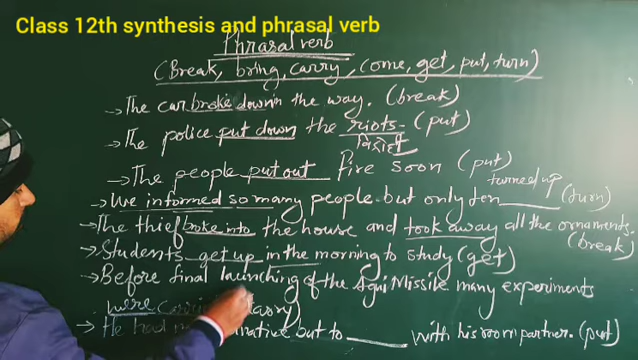 Class 12th synthesis and phrasal verb
Phrasal verb
(Break, bring, carry, come, get, put, turn)
→The car broke down in the way. (break)
→The police put down the riots- (put)
→The people put out fire soon (put)
turned up
→We informed so many people but only ten ____ (turn)
→The thief broke into the house and took away all the ornaments.
(break)
→Students get up in the morning to study (get)
→Before final launching of the Agni Missile many experiments
were
→He had but to ____ with his room partner. (put)